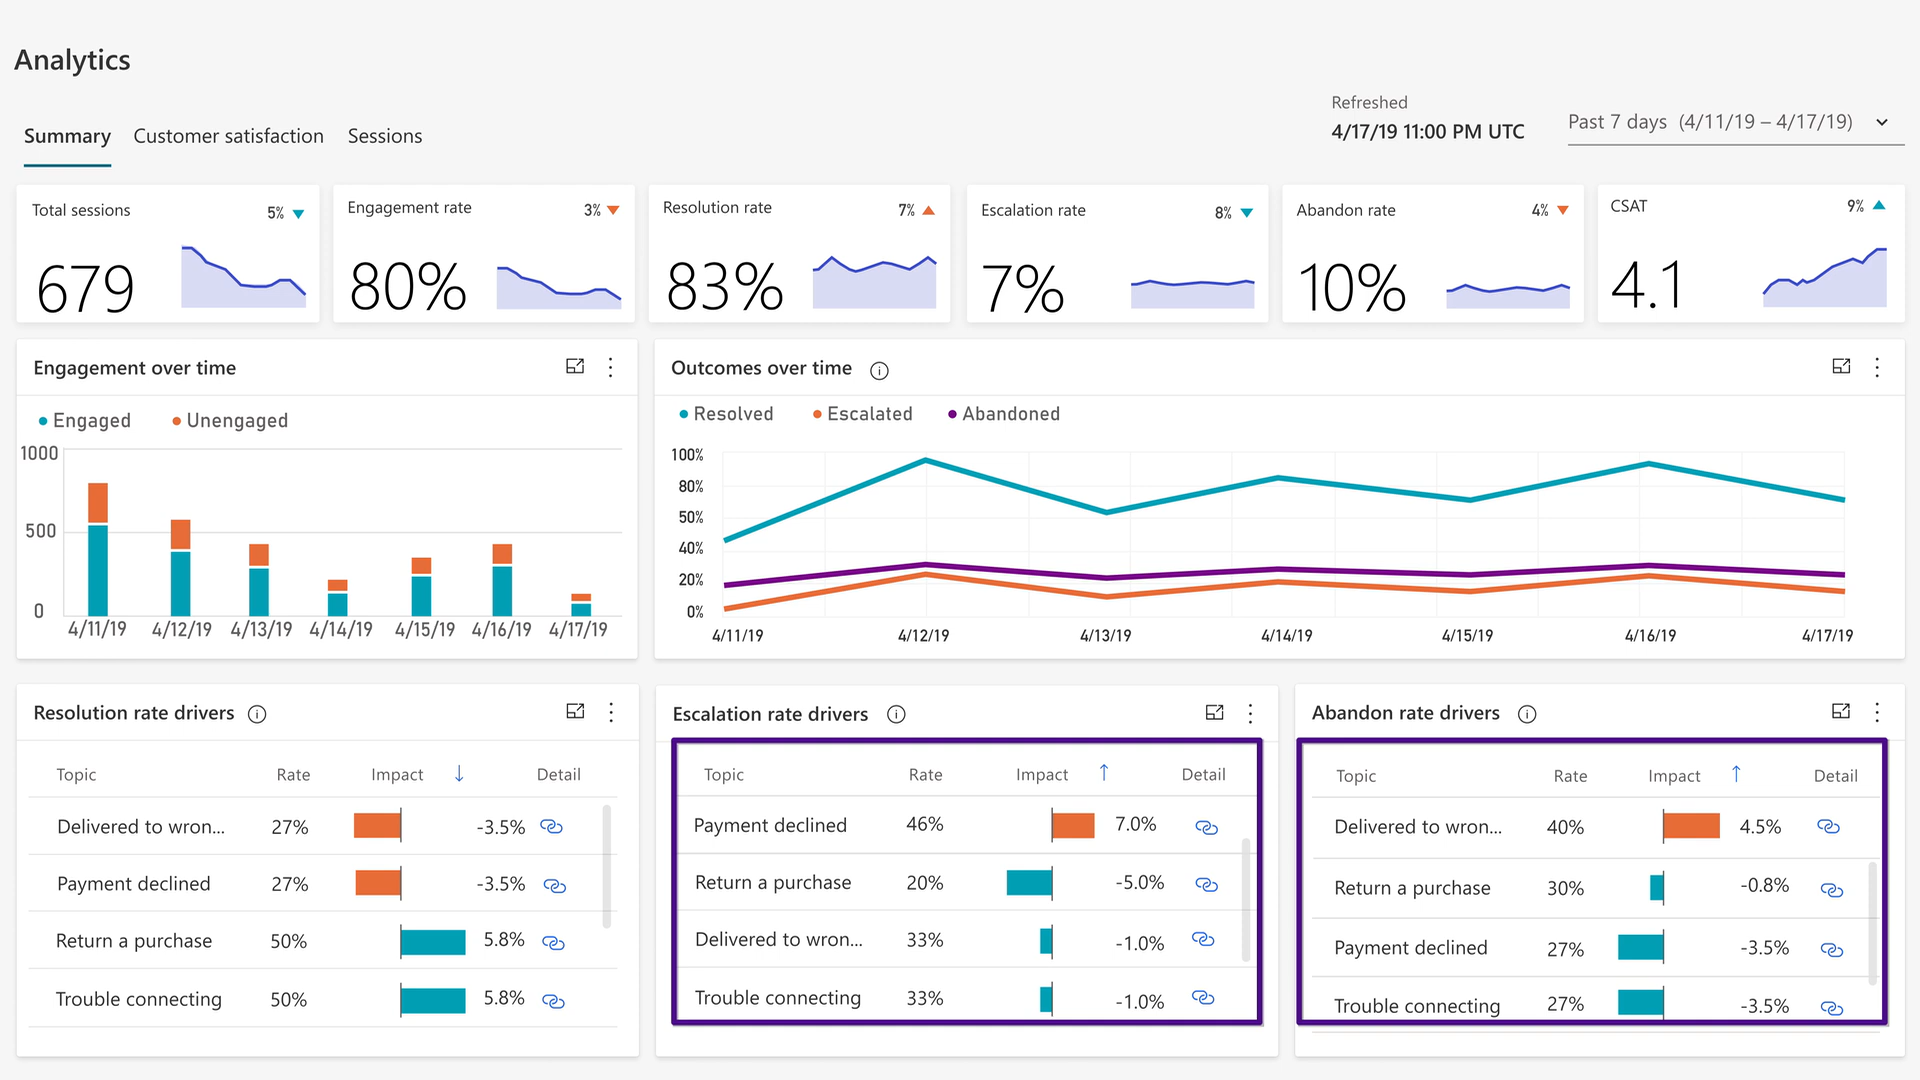 Analytics
Summary Customer satisfaction Sessions
Refreshed
4/17/19 11:00 PM UTC
Past 7 days (4/11/19 – 4/17/19)
Total sessions 5%
679
Engagement rate 3%
80%
Resolution rate 7%
83%
Escalation rate 8%
7%
Abandon rate 4%
10%
CSAT 9%
4.1
Engagement over time
Engaged Unengaged
1000
500
0
4/11/19 4/12/19 4/13/19 4/14/19 4/15/19 4/16/19 4/17/19
Outcomes over time
Resolved Escalated Abandoned
100%
80%
50%
40%
20%
0%
4/11/19 4/12/19 4/13/19 4/14/19 4/15/19 4/16/19 4/17/19
Resolution rate drivers
Topic Rate Impact Detail
Delivered to wron... 27% -3.5%
Payment declined 27% -3.5%
Return a purchase 50% 5.8%
Trouble connecting 50% 5.8%
Escalation rate drivers
Topic Rate Impact Detail
Payment declined 46% 7.0%
Return a purchase 20% -5.0%
Delivered to wron... 33% -1.0%
Trouble connecting 33% -1.0%
Abandon rate drivers
Topic Rate Impact Detail
Delivered to wron... 40% 4.5%
Return a purchase 30% -0.8%
Payment declined 27% -3.5%
Trouble connecting 27% -3.5%